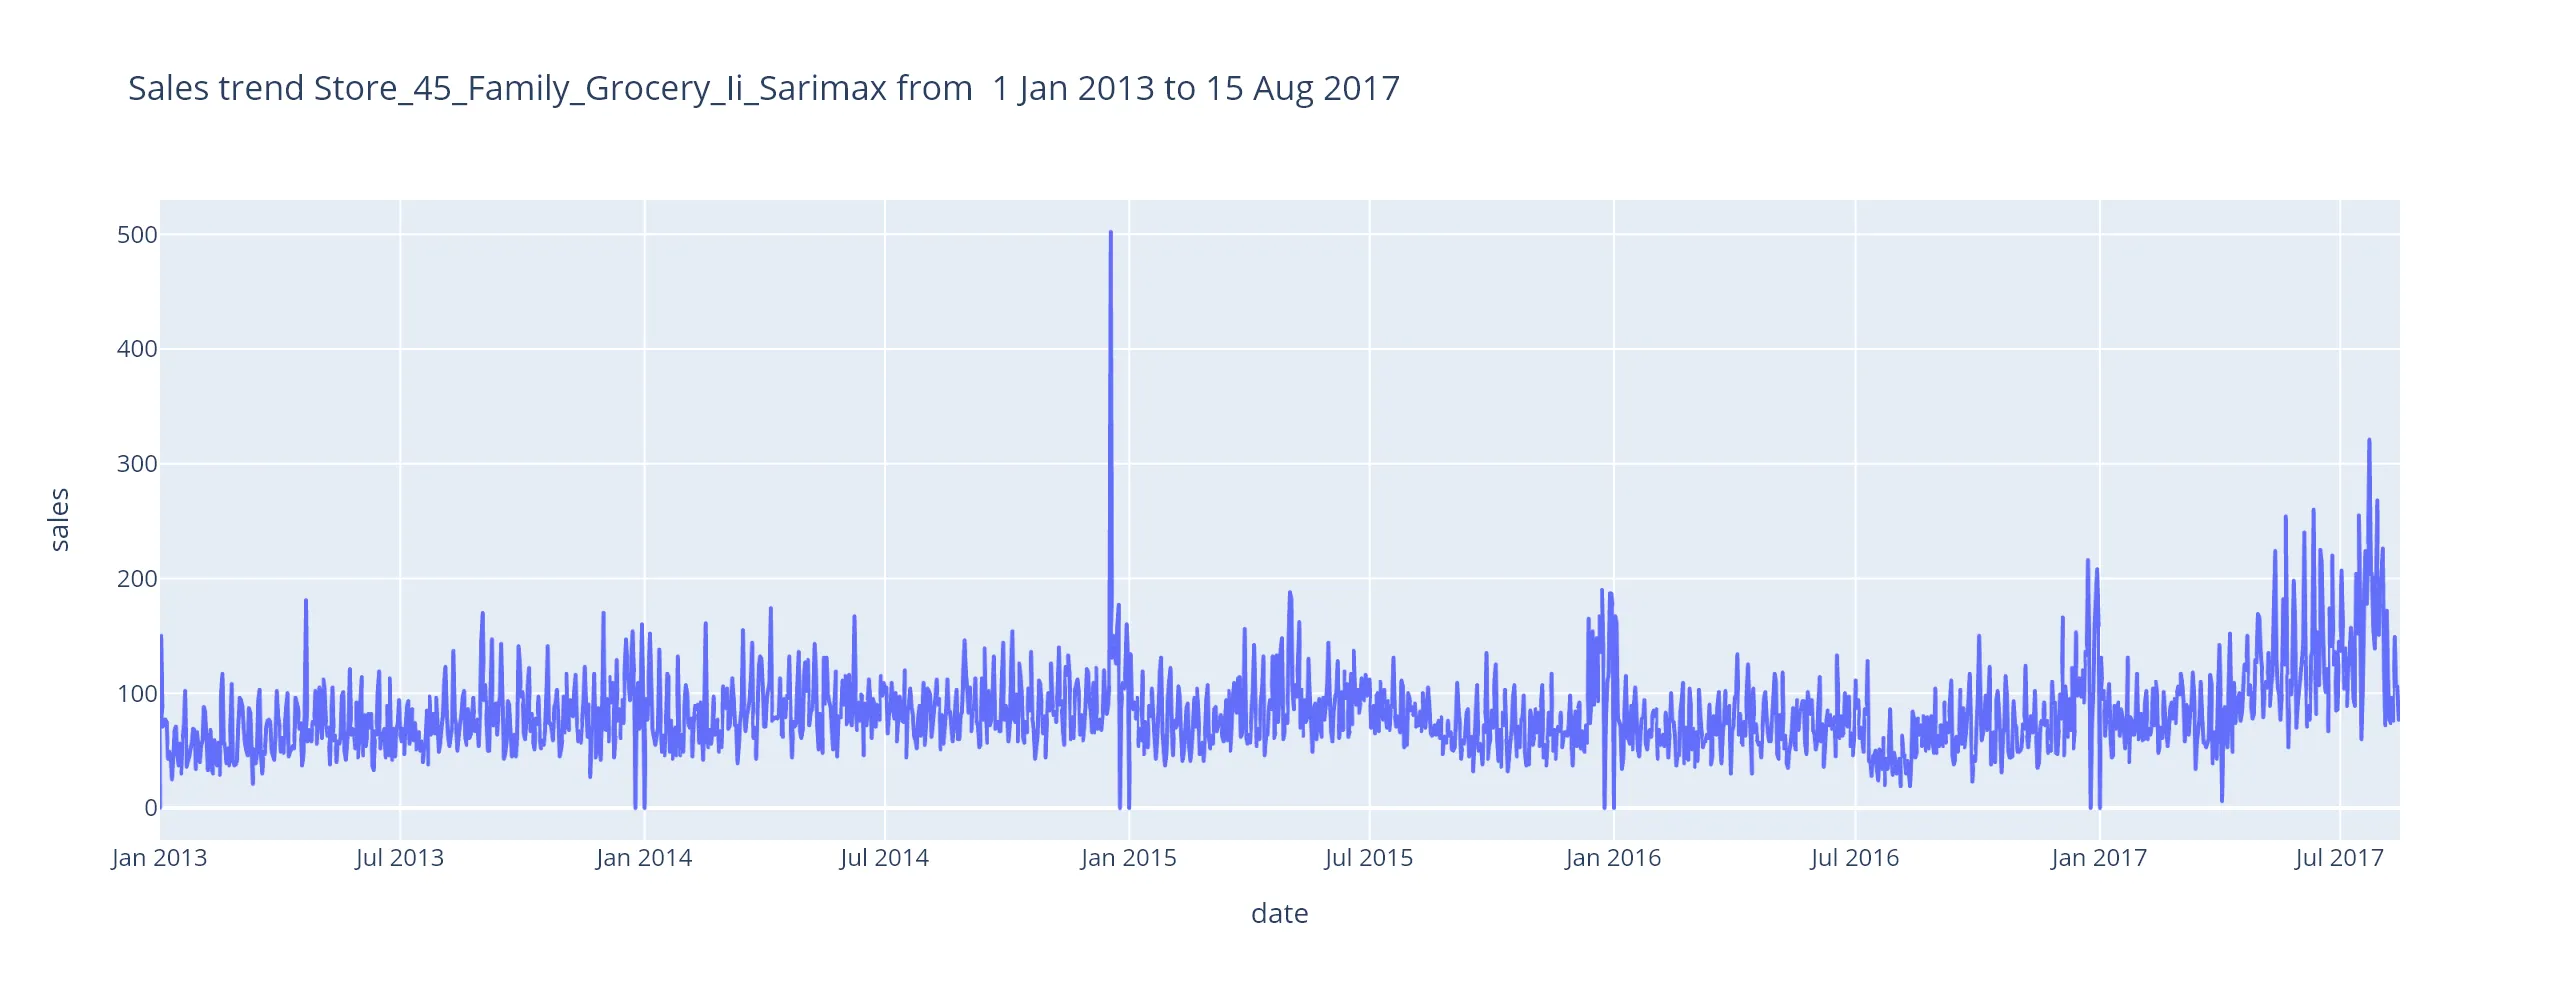 Sales trend Store_45_Family_Grocery_Ii_Sarimax from  1 Jan 2013 to 15 Aug 2017
500
400
300
200
100
0
sales
Jan 2013 Jul 2013 Jan 2014 Jul 2014 Jan 2015 Jul 2015 Jan 2016 Jul 2016 Jan 2017 Jul 2017
date